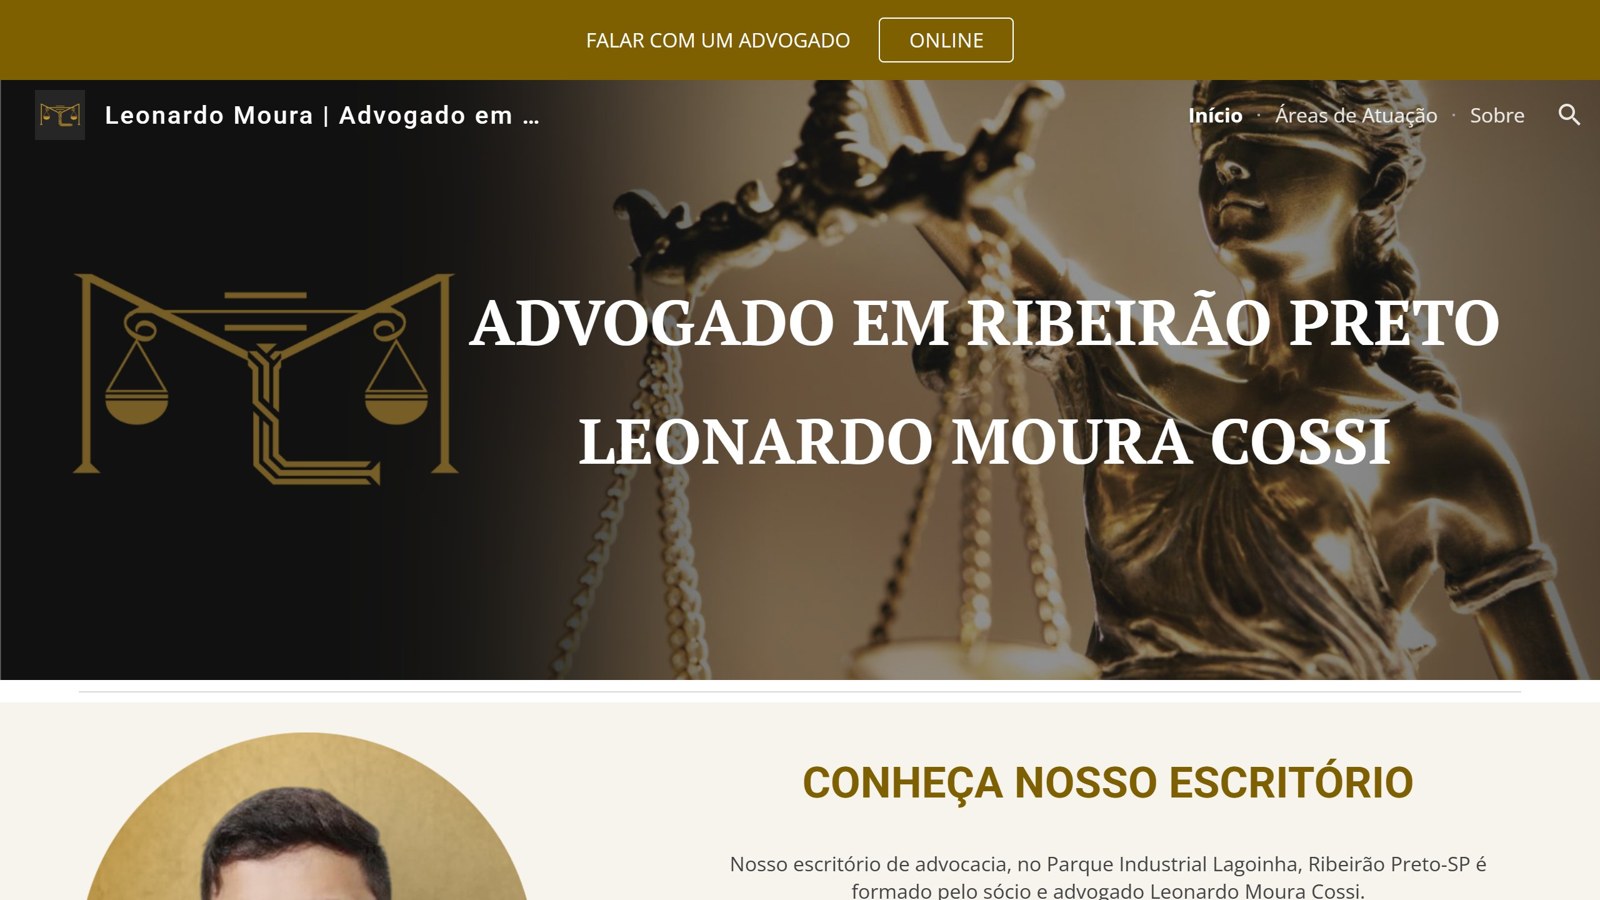 FALAR COM UM ADVOGADO ONLINE
Leonardo Moura | Advogado em ...
Início · Áreas de Atuação · Sobre
ADVOGADO EM RIBEIRÃO PRETO
LEONARDO MOURA COSSI
CONHEÇA NOSSO ESCRITÓRIO
Nosso escritório de advocacia, no Parque Industrial Lagoinha, Ribeirão Preto-SP é
formado pelo sócio e advogado Leonardo Moura Cossi.